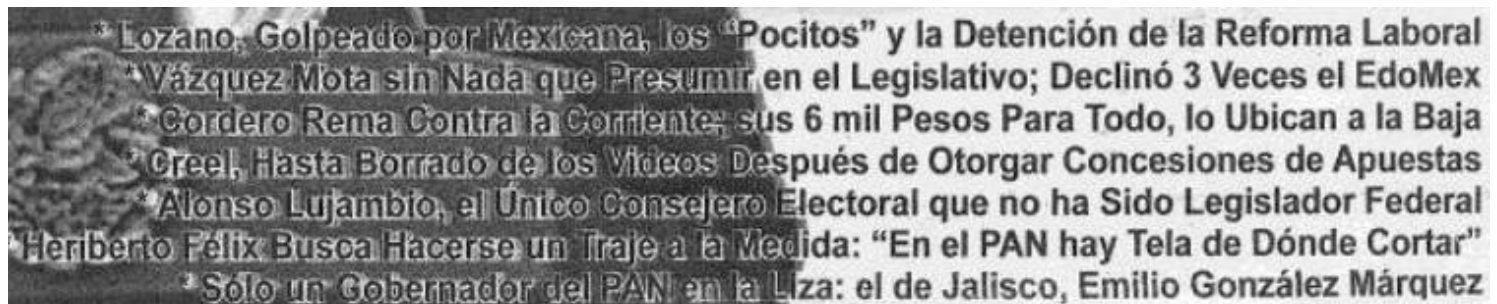 * Lozano, Golpeado por Mexicana, los “Pocitos” y la Detención de la Reforma Laboral
* Vázquez Mota sin Nada que Presumir en el Legislativo; Declinó 3 Veces el EdoMex
* Cordero Rema Contra la Corriente; sus 6 mil Pesos Para Todo, lo Ubican a la Baja
* Creel, Hasta Borrado de los Videos Después de Otorgar Concesiones de Apuestas
* Alonso Lujambio, el Único Consejero Electoral que no ha Sido Legislador Federal
* Heriberto Félix Busca Hacerse un Traje a la Medida: “En el PAN hay Tela de Dónde Cortar”
* Sólo un Gobernador del PAN en la Liza: el de Jalisco, Emilio González Márquez